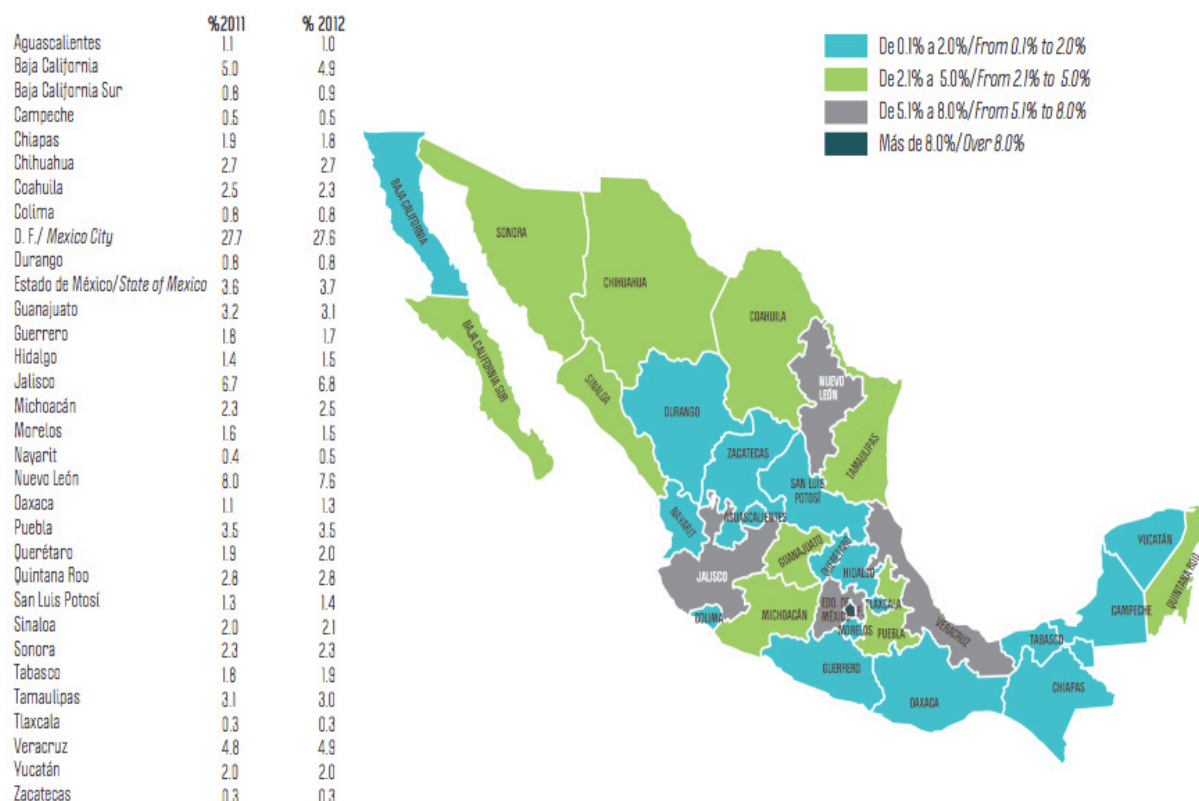 %2011 % 2012
Aguascalientes 1.1 1.0
Baja California 5.0 4.9
Baja California Sur 0.8 0.9
Campeche 0.5 0.5
Chiapas 1.9 1.8
Chihuahua 2.7 2.7
Coahuila 2.5 2.3
Colima 0.8 0.8
D. F./ Mexico City 27.7 27.6
Durango 0.8 0.8
Estado de México/State of Mexico 3.6 3.7
Guanajuato 3.2 3.1
Guerrero 1.8 1.7
Hidalgo 1.4 1.5
Jalisco 6.7 6.8
Michoacán 2.3 2.5
Morelos 1.6 1.5
Nayarit 0.4 0.5
Nuevo León 8.0 7.6
Oaxaca 1.1 1.3
Puebla 3.5 3.5
Querétaro 1.9 2.0
Quintana Roo 2.8 2.8
San Luis Potosí 1.3 1.4
Sinaloa 2.0 2.1
Sonora 2.3 2.3
Tabasco 1.8 1.9
Tamaulipas 3.1 3.0
Tlaxcala 0.3 0.3
Veracruz 4.8 4.9
Yucatán 2.0 2.0
Zacatecas 0.3 0.3
De 0.1% a 2.0%/From 0.1% to 2.0%
De 2.1% a 5.0%/From 2.1% to 5.0%
De 5.1% a 8.0%/From 5.1% to 8.0%
Más de 8.0%/Over 8.0%
BAJA CALIFORNIA
SONORA
CHIHUAHUA
COAHUILA
BAJA CALIFORNIA SUR
SINALOA
DURANGO
NUEVO
LEÓN
TAMAULIPAS
ZACATECAS
SAN LUIS
POTOSÍ
NAYARIT
AGUASCALIENTES
GUANAJUATO
QUERÉTARO
HIDALGO
JALISCO
COLIMA
MICHOACÁN
EDO. DE
MÉXICO
F.
TLAXCALA
MORELOS
PUEBLA
VERACRUZ
GUERRERO
OAXACA
TABASCO
CHIAPAS
CAMPECHE
YUCATÁN
QUINTANA ROO